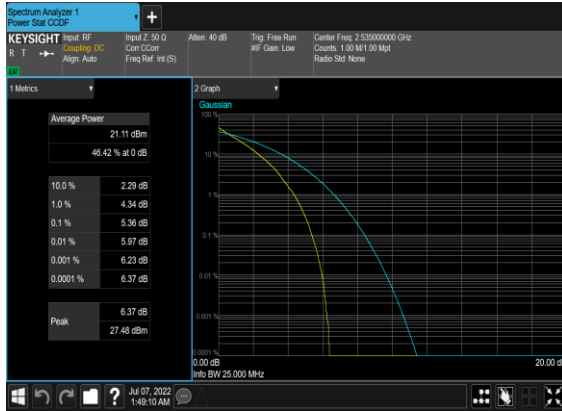 Spectrum Analyzer 1
Power Stat CCDF
+
KEYSIGHT
R T
LU
Input: RF
Coupling: DC
Align: Auto
Input Z: 50 Ω
Corr CCorr
Freq Ref: Int (S)
Atten: 40 dB
Trig: Free Run
#IF Gain: Low
Center Freq: 2.535000000 GHz
Counts: 1.00 M/1.00 Mpt
Radio Std: None
1 Metrics
Average Power
21.11 dBm
46.42 % at 0 dB
10.0 % 2.29 dB
1.0 % 4.34 dB
0.1 % 5.36 dB
0.01 % 5.97 dB
0.001 % 6.23 dB
0.0001 % 6.37 dB
Peak
6.37 dB
27.48 dBm
2 Graph
Gaussian
100 %
10 %
1 %
0.1 %
0.01 %
0.001 %
0.0001 %
0.00 dB
20.00 d
Info BW 25.000 MHz
?
Jul 07, 2022
1:49:10 AM